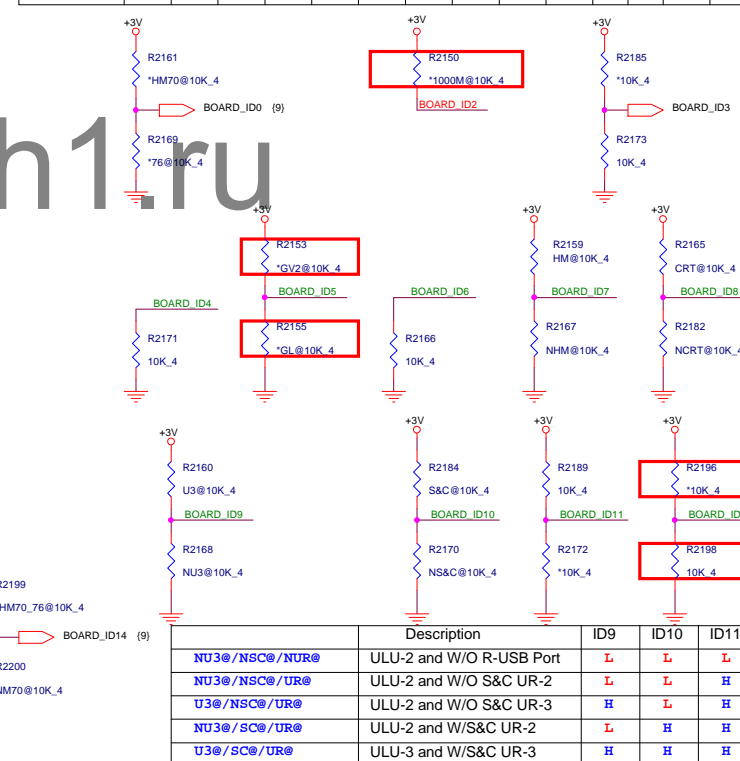 +3V
+3V
+3V
R2161
*HM70@10K_4
R2150
*1000M@10K_4
R2185
*10K_4
BOARD_ID0 {9}
BOARD_ID2
BOARD_ID3
R2169
*76@10K_4
R2173
10K_4
h1.ru
+3V
+3V
+3V
R2153
*GV2@10K_4
R2159
HM@10K_4
R2165
CRT@10K_4
BOARD_ID4
BOARD_ID5
BOARD_ID6
BOARD_ID7
BOARD_ID8
R2171
10K_4
R2155
*GL@10K_4
R2166
10K_4
R2167
NHM@10K_4
R2182
NCRT@10K_4
+3V
+3V
+3V
+3V
R2160
U3@10K_4
R2184
S&C@10K_4
R2189
10K_4
R2196
*10K_4
BOARD_ID9
BOARD_ID10
BOARD_ID11
BOARD_ID
R2168
NU3@10K_4
R2170
NS&C@10K_4
R2172
*10K_4
R2198
10K_4
R2199
HM70_76@10K_4
BOARD_ID14 {9}
R2200
NM70@10K_4
Description ID9 ID10 ID11
NU3@/NSC@/NUR@ ULU-2 and W/O R-USB Port L L L
NU3@/NSC@/UR@ ULU-2 and W/O S&C UR-2 L L H
U3@/NSC@/UR@ ULU-2 and W/O S&C UR-3 H L H
NU3@/SC@/UR@ ULU-2 and W/S&C UR-2 L H H
U3@/SC@/UR@ ULU-3 and W/S&C UR-3 H H H